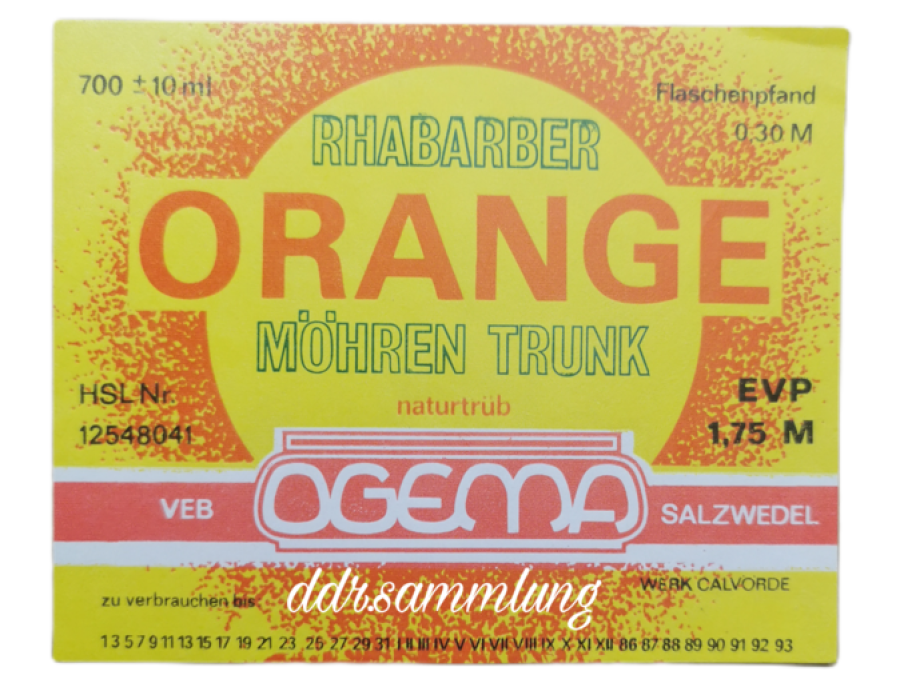 700 ± 10 ml
Flaschenpfand
0,30 M
RHABARBER
ORANGE
MÖHREN TRUNK
naturtrüb
HSL Nr.
12548041
EVP
1,75 M
VEB
OGEMA
SALZWEDEL
WERK CALVÖRDE
zu verbrauchen bis
ddr.sammlung
1 3 5 7 9 11 13 15 17 19 21 23 25 27 29 31 I II III IV V VI VII VIII IX X XI XII 86 87 88 89 90 91 92 93